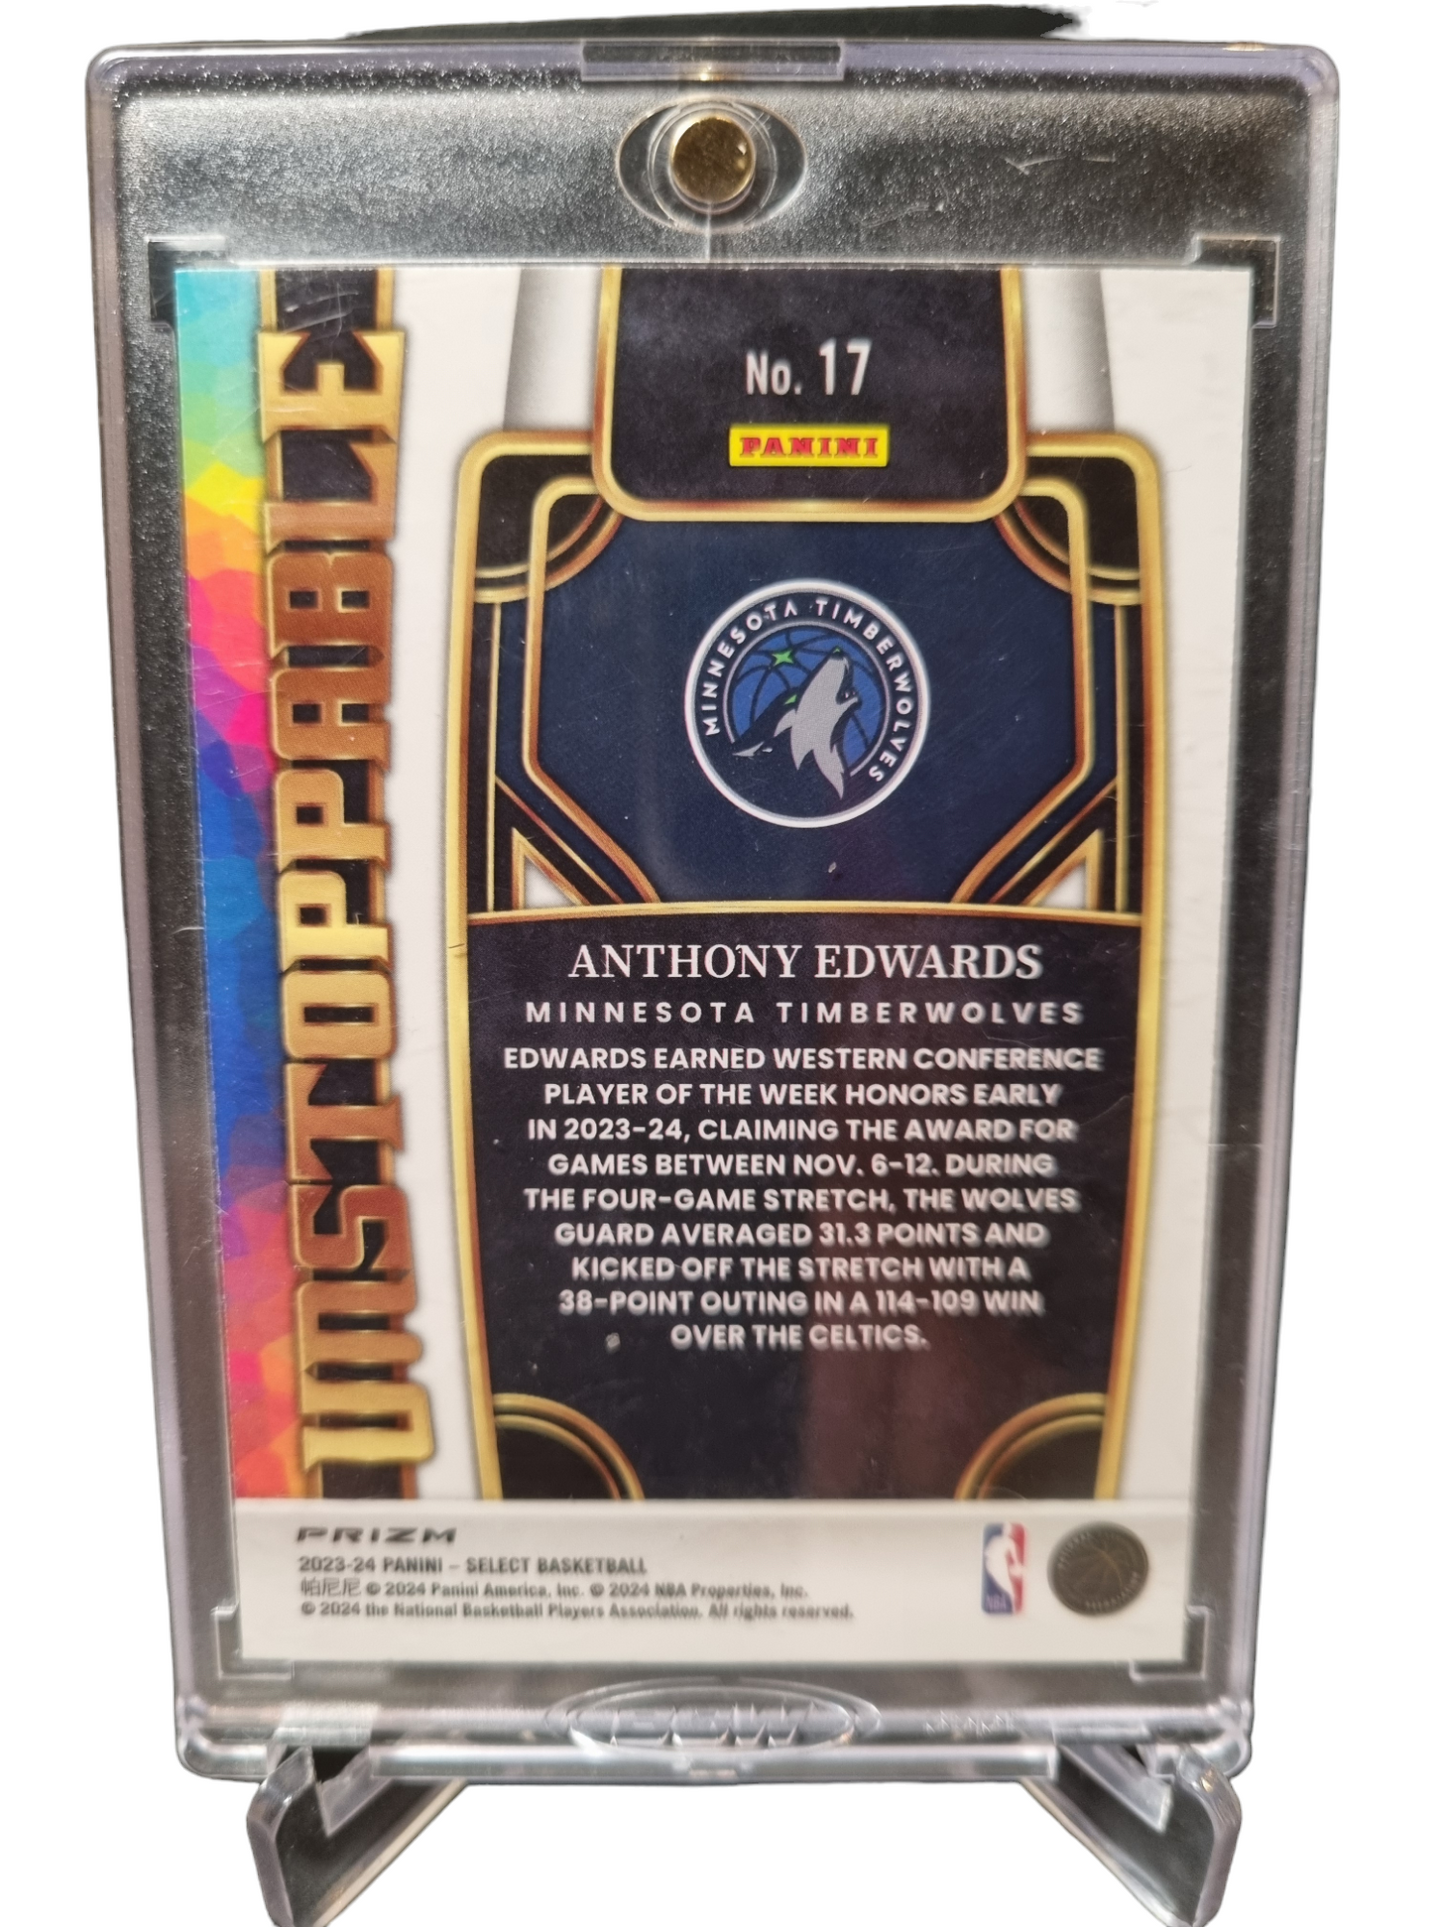 UNSTOPPABLE
No. 17
PANINI
MINNESOTA TIMBERWOLVES
ANTHONY EDWARDS
MINNESOTA TIMBERWOLVES
EDWARDS EARNED WESTERN CONFERENCE
PLAYER OF THE WEEK HONORS EARLY
IN 2023-24, CLAIMING THE AWARD FOR
GAMES BETWEEN NOV. 6-12. DURING
THE FOUR-GAME STRETCH, THE WOLVES
GUARD AVERAGED 31.3 POINTS AND
KICKED OFF THE STRETCH WITH A
38-POINT OUTING IN A 114-109 WIN
OVER THE CELTICS.
PRIZM
2023-24 PANINI – SELECT BASKETBALL
帕尼尼 © 2024 Panini America, Inc. © 2024 NBA Properties, Inc.
© 2024 the National Basketball Players Association. All rights reserved.
NBA
BCW